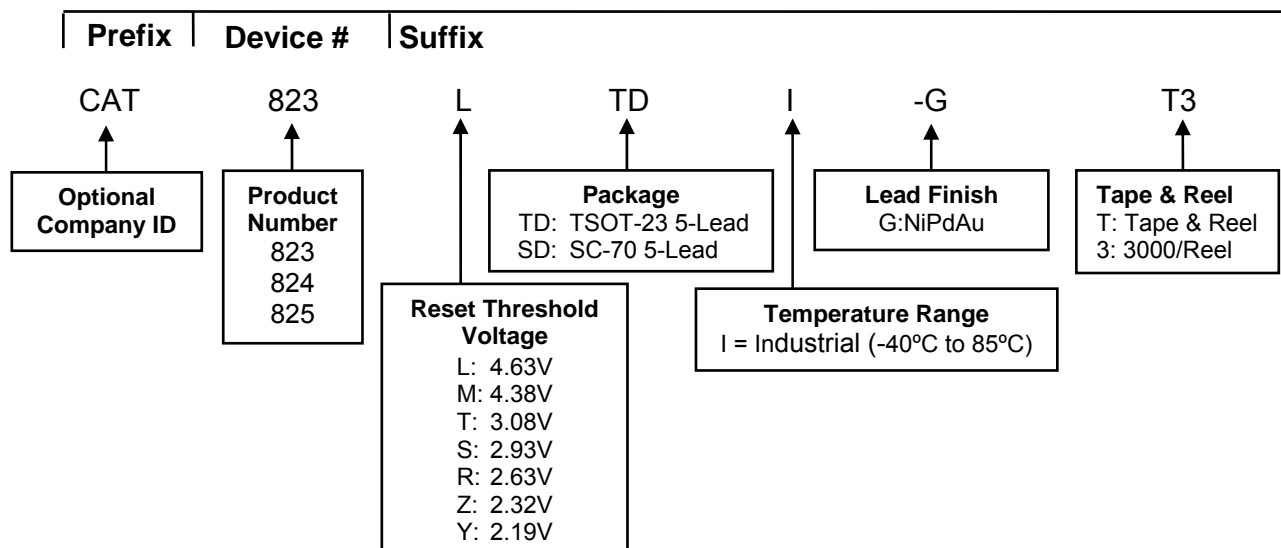 Prefix Device # Suffix
CAT 823 L TD I -G T3
Optional
Company ID
Product
Number
823
824
825
Package
TD: TSOT-23 5-Lead
SD: SC-70 5-Lead
Lead Finish
G:NiPdAu
Tape & Reel
T: Tape & Reel
3: 3000/Reel
Reset Threshold
Voltage
L: 4.63V
M: 4.38V
T: 3.08V
S: 2.93V
R: 2.63V
Z: 2.32V
Y: 2.19V
Temperature Range
I = Industrial (-40ºC to 85ºC)